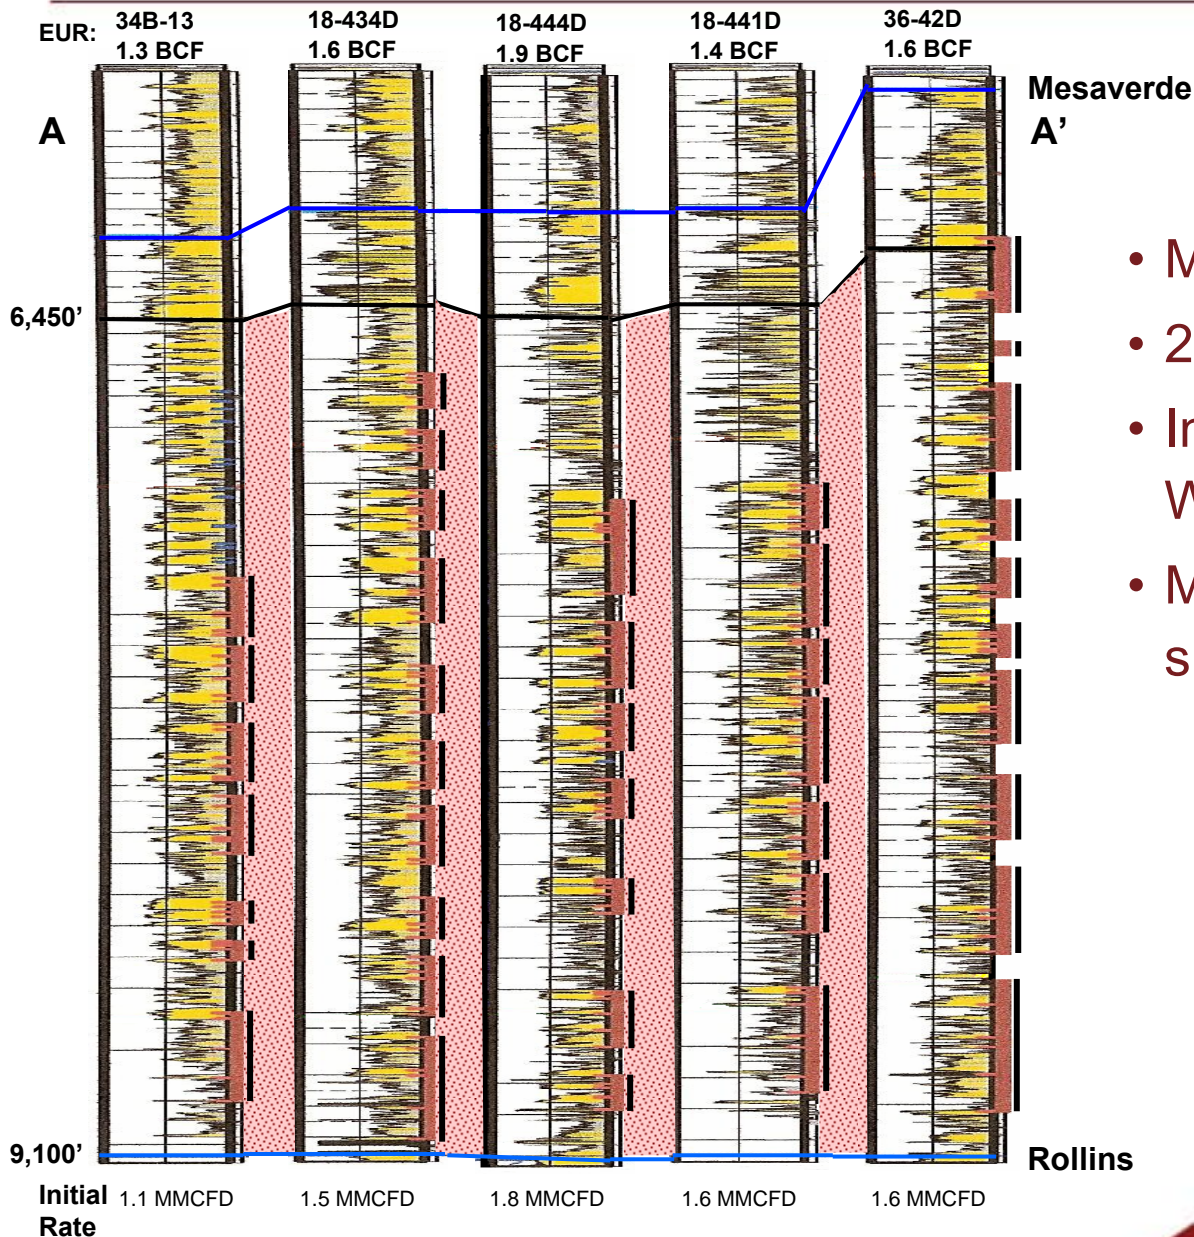 EUR:
34B-13 18-434D 18-444D 18-441D 36-42D
1.3 BCF 1.6 BCF 1.9 BCF 1.4 BCF 1.6 BCF
Mesaverde
A A'
6,450'
• M
• 2
• In
W
• M
s
9,100'
Rollins
Initial 1.1 MMCFD 1.5 MMCFD 1.8 MMCFD 1.6 MMCFD 1.6 MMCFD
Rate